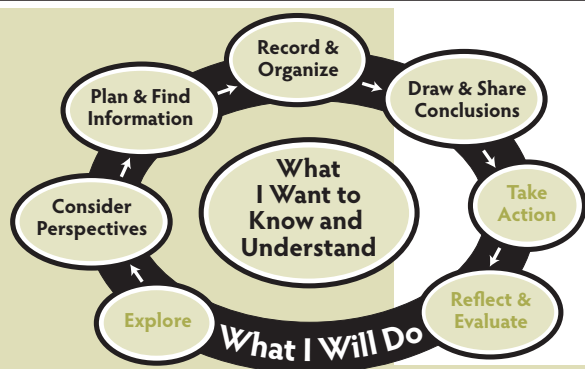 Record &
Organize
Plan & Find
Information
Draw & Share
Conclusions
What
I Want to
Know and
Understand
Consider
Perspectives
Take
Action
Explore
Reflect &
Evaluate
What I Will Do